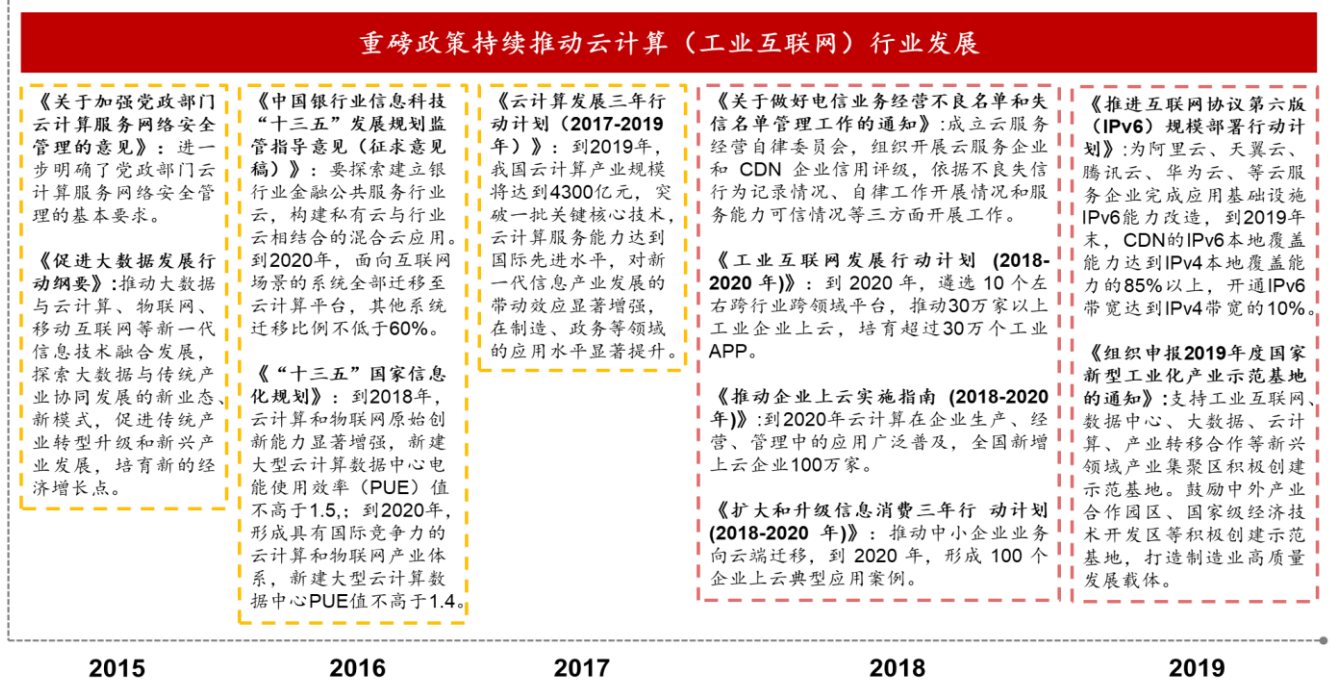 重磅政策持续推动云计算（工业互联网）行业发展
《关于加强党政部门
云计算服务网络安全
管理的意见》：进一
步明确了党政部门云
计算服务网络安全管
理的基本要求。
《促进大数据发展行
动纲要》:推动大数据
与云计算、物联网、
移动互联网等新一代
信息技术融合发展，
探索大数据与传统产
业协同发展的新业态、
新模式，促进传统产
业转型升级和新兴产
业发展，培育新的经
济增长点。
《中国银行业信息科技
“十三五”发展规划监
管指导意见（征求意见
稿）》：要探索建立银
行业金融公共服务行业
云，构建私有云与行业
云相结合的混合云应用。
到2020年，面向互联网
场景的系统全部迁移至
云计算平台，其他系统
迁移比例不低于60%。
《“十三五”国家信息
化规划》：到2018年，
云计算和物联网原始创
新能力显著增强，新建
大型云计算数据中心电
能使用效率（PUE）值
不高于1.5,；到2020年，
形成具有国际竞争力的
云计算和物联网产业体
系，新建大型云计算数
据中心PUE值不高于1.4。
《云计算发展三年行
动计划（2017-2019
年）》：到2019年，
我国云计算产业规模
将达到4300亿元，突
破一批关键核心技术，
云计算服务能力达到
国际先进水平，对新
一代信息产业发展的
带动效应显著增强，
在制造、政务等领域
的应用水平显著提升。
《关于做好电信业务经营不良名单和失
信名单管理工作的通知》:成立云服务
经营自律委员会，组织开展云服务企业
和 CDN 企业信用评级，依据不良失信
行为记录情况、自律工作开展情况和服
务能力可信情况等三方面开展工作。
《工业互联网发展行动计划 (2018-
2020 年)》：到 2020 年，遴选 10 个左
右跨行业跨领域平台，推动30万家以上
工业企业上云，培育超过30万个工业
APP。
《推动企业上云实施指南 (2018-2020
年)》:到2020年云计算在企业生产、经
营、管理中的应用广泛普及，全国新增
上云企业100万家。
《扩大和升级信息消费三年行 动计划
(2018-2020 年)》：推动中小企业业务
向云端迁移，到 2020 年，形成 100 个
企业上云典型应用案例。
《推进互联网协议第六版
（IPv6）规模部署行动计
划》:为阿里云、天翼云、
腾讯云、华为云、等云服
务企业完成应用基础设施
IPv6能力改造，到2019年
末，CDN的IPv6本地覆盖
能力达到IPv4本地覆盖能
力的85%以上，开通IPv6
带宽达到IPv4带宽的10%。
《组织申报2019年度国家
新型工业化产业示范基地
的通知》:支持工业互联网、
数据中心、大数据、云计
算、产业转移合作等新兴
领域产业集聚区积极创建
示范基地。鼓励中外产业
合作园区、国家级经济技
术开发区等积极创建示范
基地，打造制造业高质量
发展载体。
2015
2016
2017
2018
2019